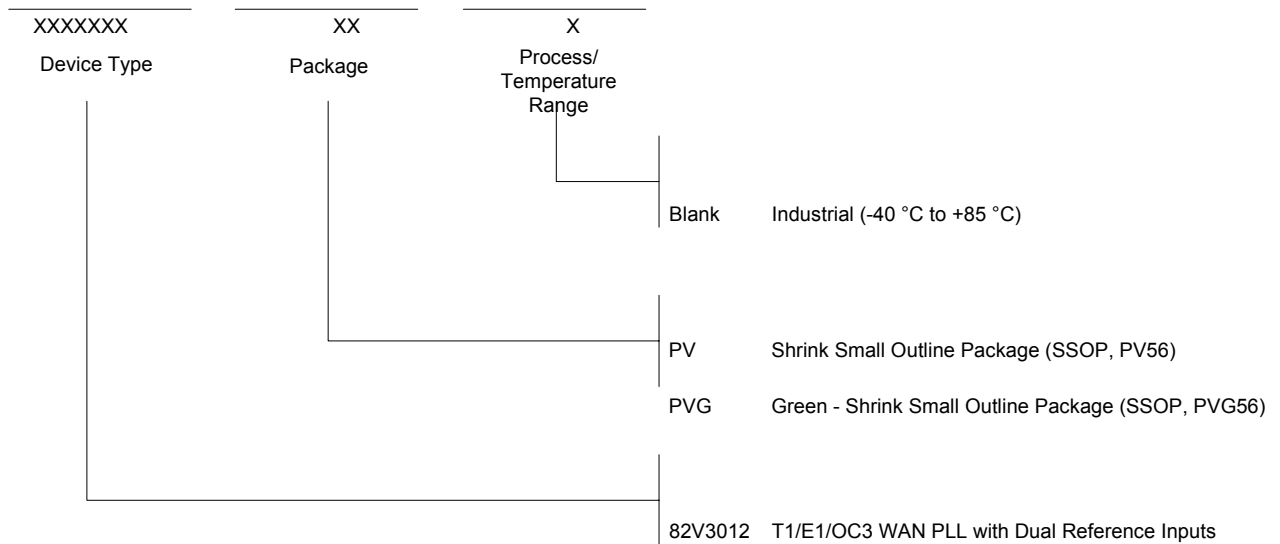 XXXXXXX XX X
Device Type Package Process/
Temperature
Range
Blank Industrial (-40 °C to +85 °C)
PV Shrink Small Outline Package (SSOP, PV56)
PVG Green - Shrink Small Outline Package (SSOP, PVG56)
82V3012 T1/E1/OC3 WAN PLL with Dual Reference Inputs